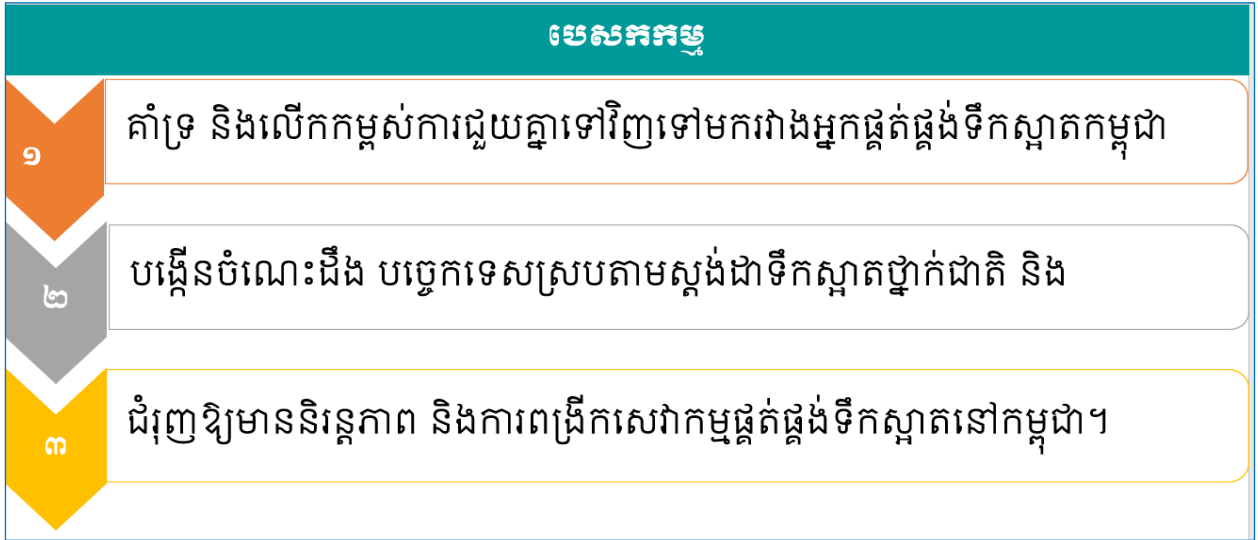 បេសកកម្ម
១
គាំទ្រ និងលើកកម្ពស់ការជួយគ្នាទៅវិញទៅមករវាងអ្នកផ្គត់ផ្គង់ទឹកស្អាតកម្ពុជា
២
បង្កើនចំណេះដឹង បច្ចេកទេសស្របតាមស្តង់ដាទឹកស្អាតថ្នាក់ជាតិ និង
៣
ជំរុញឱ្យមាននិរន្តភាព និងការពង្រីកសេវាកម្មផ្គត់ផ្គង់ទឹកស្អាតនៅកម្ពុជា។